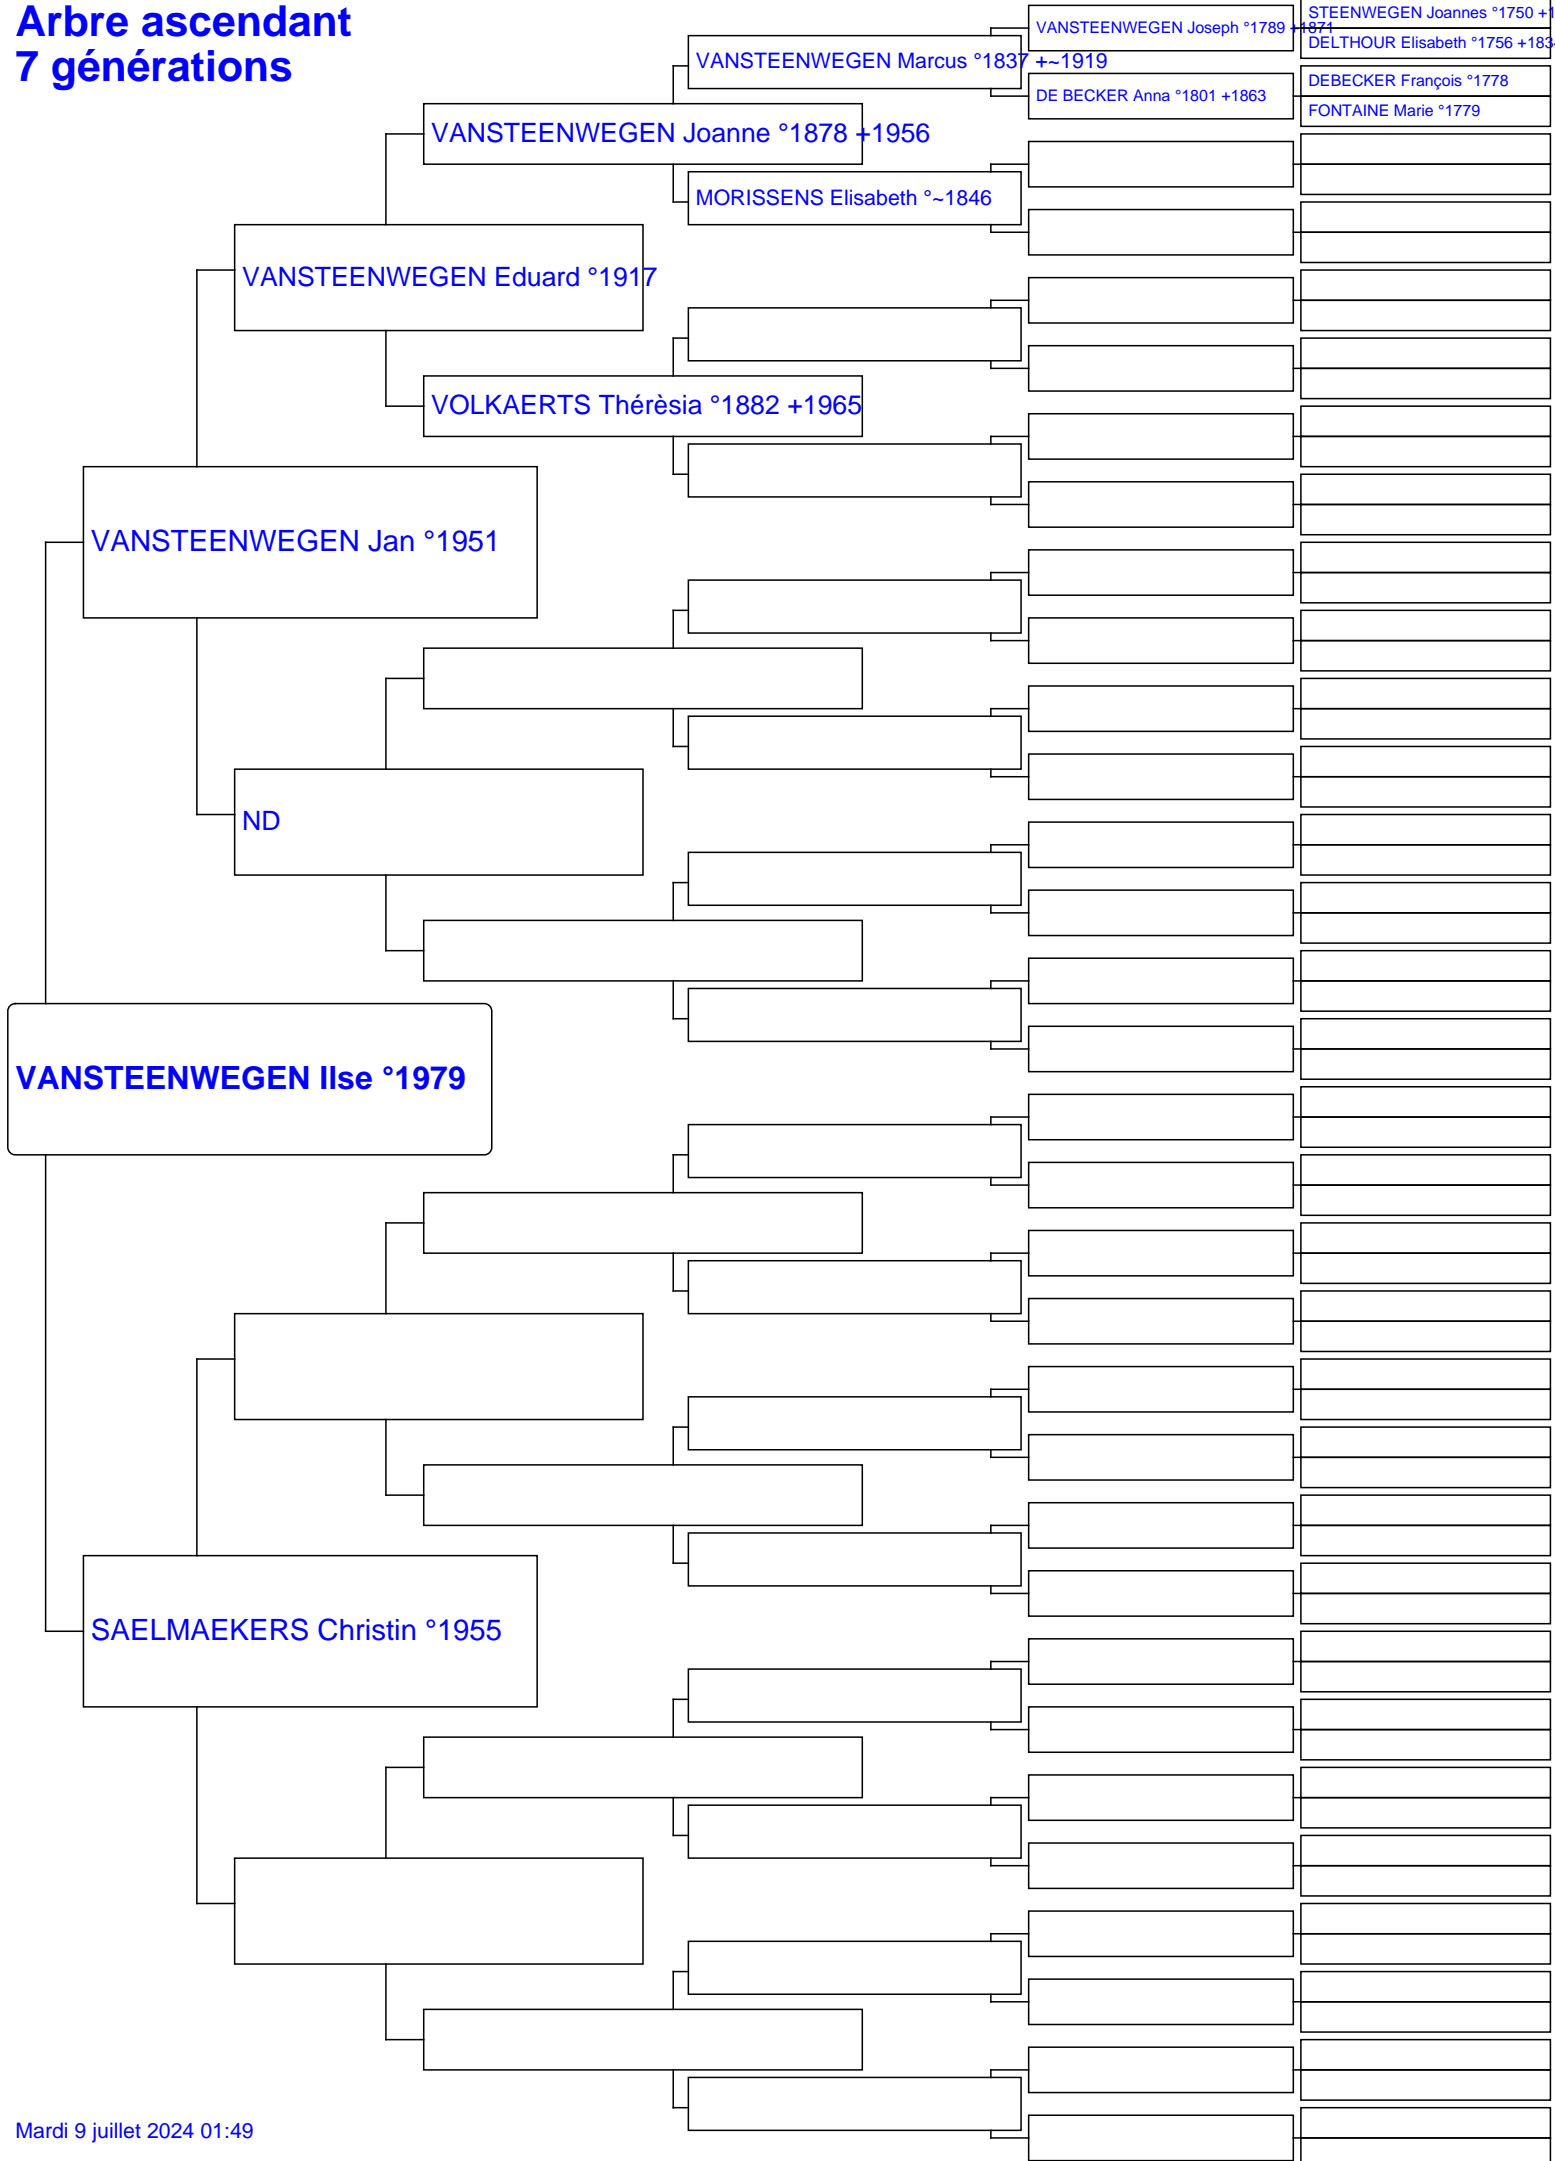 Arbre ascendant
7 générations
STEENWEGEN Joannes °1750
VANSTEENWEGEN Joseph °1789 +1871
DELTHOUR Elisabeth °1756
VANSTEENWEGEN Marcus °1837 +~1919
DEBECKER François °1778
DE BECKER Anna °1801 +1863
FONTAINE Marie °1779
VANSTEENWEGEN Joanne °1878 +1956
MORISSENS Elisabeth °~1846
VANSTEENWEGEN Eduard °1917
VOLKAERTS Thérèsia °1882 +1965
VANSTEENWEGEN Jan °1951
ND
VANSTEENWEGEN Ilse °1979
SAELMAEKERS Christin °1955
Mardi 9 juillet 2024 01:49